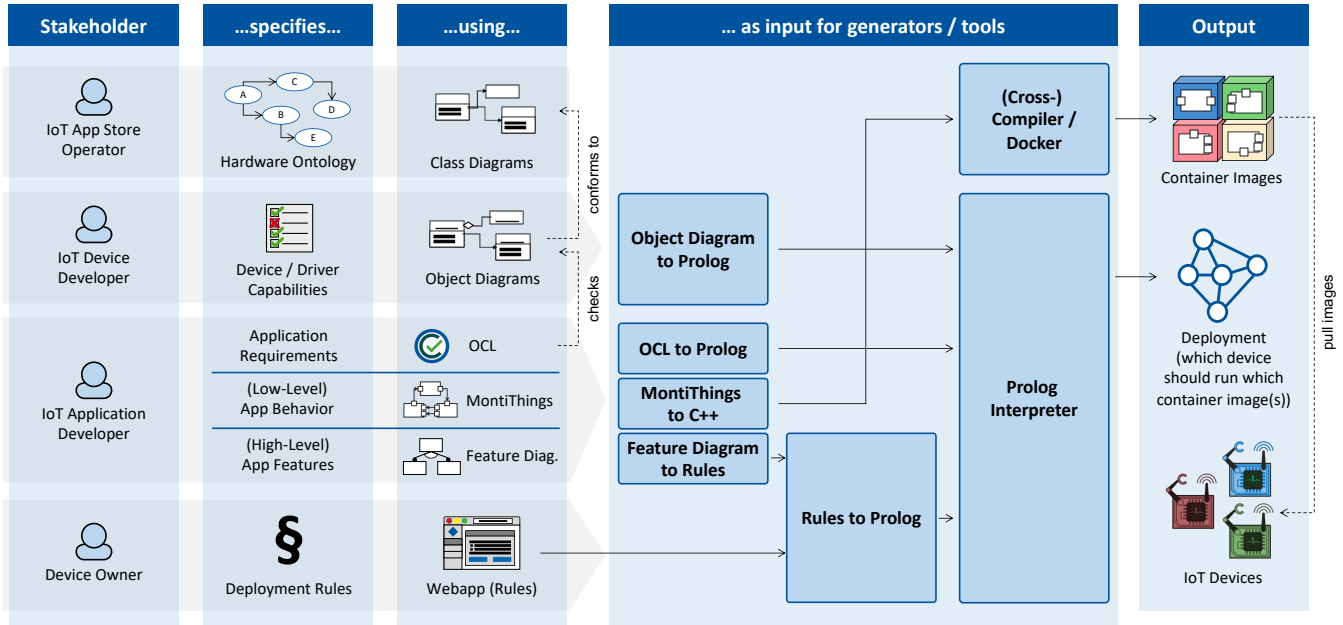 Stakeholder
…specifies…
…using…
… as input for generators / tools
Output
IoT App Store
Operator
A
C
B
D
E
Hardware Ontology
Class Diagrams
conforms to
(Cross-)
Compiler /
Docker
Container Images
IoT Device
Developer
Device / Driver
Capabilities
Object Diagrams
checks
Object Diagram
to Prolog
Prolog
Interpreter
Deployment
(which device
should run which
container image(s))
pull images
IoT Application
Developer
Application
Requirements
OCL
OCL to Prolog
(Low-Level)
App Behavior
MontiThings
MontiThings
to C++
(High-Level)
App Features
Feature Diag.
Feature Diagram
to Rules
Rules to Prolog
Device Owner
§
Deployment Rules
Webapp (Rules)
IoT Devices